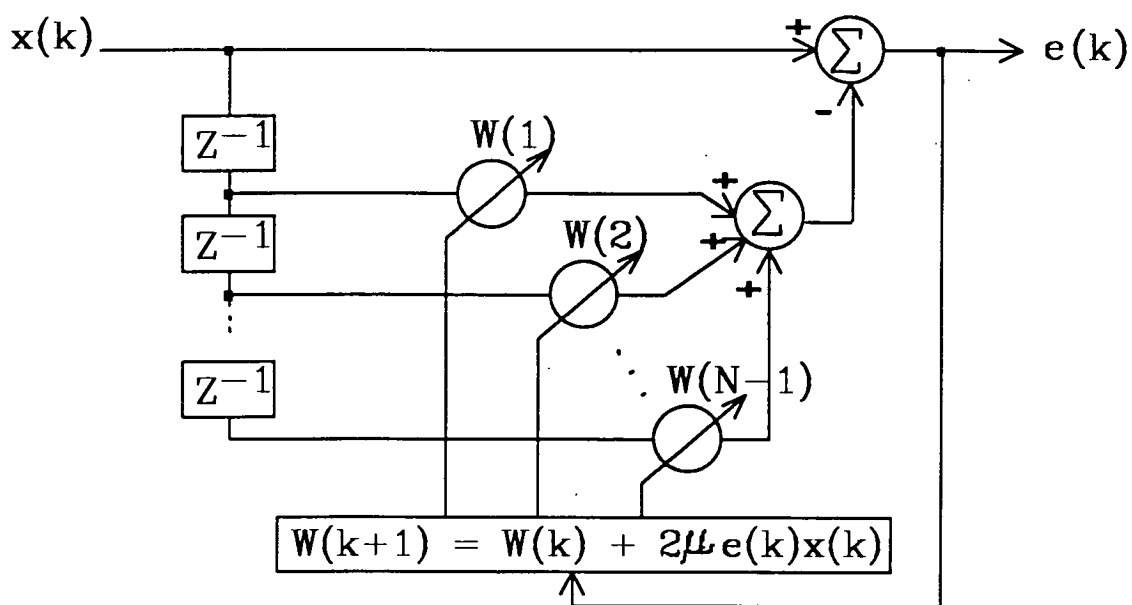 x(k)
+
Σ
e(k)
-
Z⁻¹
W(1)
+
Σ
Z⁻¹
W(2)
+
+
Z⁻¹
W(N-1)
W(k+1) = W(k) + 2μe(k)x(k)